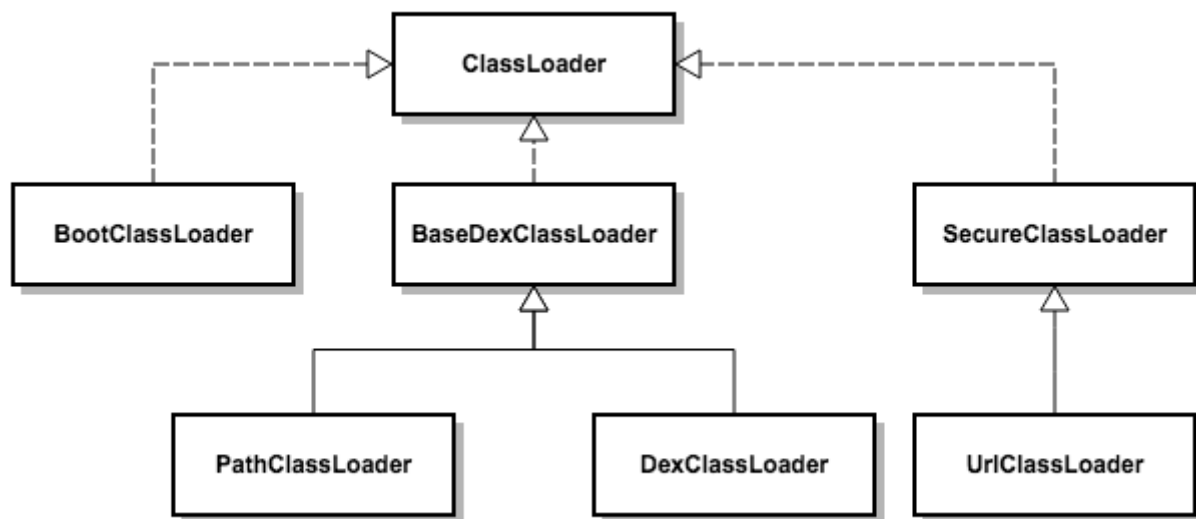 ClassLoader
BootClassLoader
BaseDexClassLoader
SecureClassLoader
PathClassLoader
DexClassLoader
UrlClassLoader